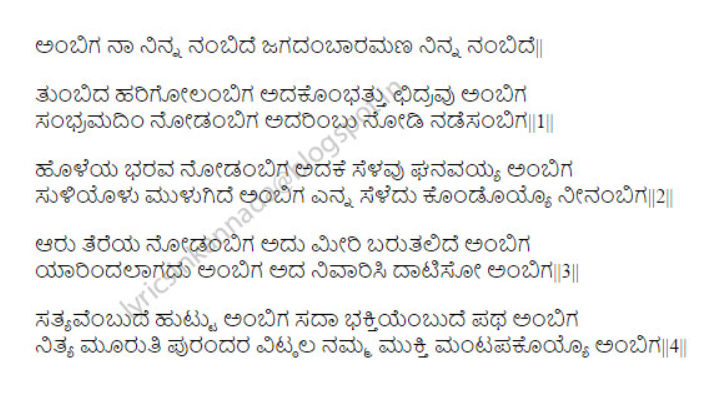 ಅಂಬಿಗ ನಾ ನಿನ್ನ ನಂಬಿದೆ ಜಗದಂಬಾರಮಣ ನಿನ್ನ ನಂಬಿದೆ||
ತುಂಬಿದ ಹರಿಗೋಲಂಬಿಗ ಅದಕೊಂಭತ್ತು ಛಿದ್ರವು ಅಂಬಿಗ
ಸಂಭ್ರಮದಿಂ ನೋಡಂಬಿಗ ಅದರಿಂಬು ನೋಡಿ ನಡೆಸಂಬಿಗ||1||
ಹೊಳೆಯ ಭರವ ನೋಡಂಬಿಗ ಅದಕೆ ಸೆಳವು ಘನವಯ್ಯ ಅಂಬಿಗ
ಸುಳಿಯೊಳು ಮುಳುಗಿದೆ ಅಂಬಿಗ ಎನ್ನ ಸೆಳೆದು ಕೊಂಡೊಯ್ಯೊ ನೀನಂಬಿಗ||2||
ಆರು ತೆರೆಯ ನೋಡಂಬಿಗ ಅದು ಮೀರಿ ಬರುತಲಿದೆ ಅಂಬಿಗ
ಯಾರಿಂದಲಾಗದು ಅಂಬಿಗ ಅದ ನಿವಾರಿಸಿ ದಾಟಿಸೋ ಅಂಬಿಗ||3||
ಸತ್ಯವೆಂಬುದೆ ಹುಟ್ಟು ಅಂಬಿಗ ಸದಾ ಭಕ್ತಿಯೆಂಬುದೆ ಪಥ ಅಂಬಿಗ
ನಿತ್ಯ ಮೂರುತಿ ಪುರಂದರ ವಿಟ್ಠಲ ನಮ್ಮ ಮುಕ್ತಿ ಮಂಟಪಕೊಯ್ಯೊ ಅಂಬಿಗ||4||
lyricsinkannada@blogspot.in